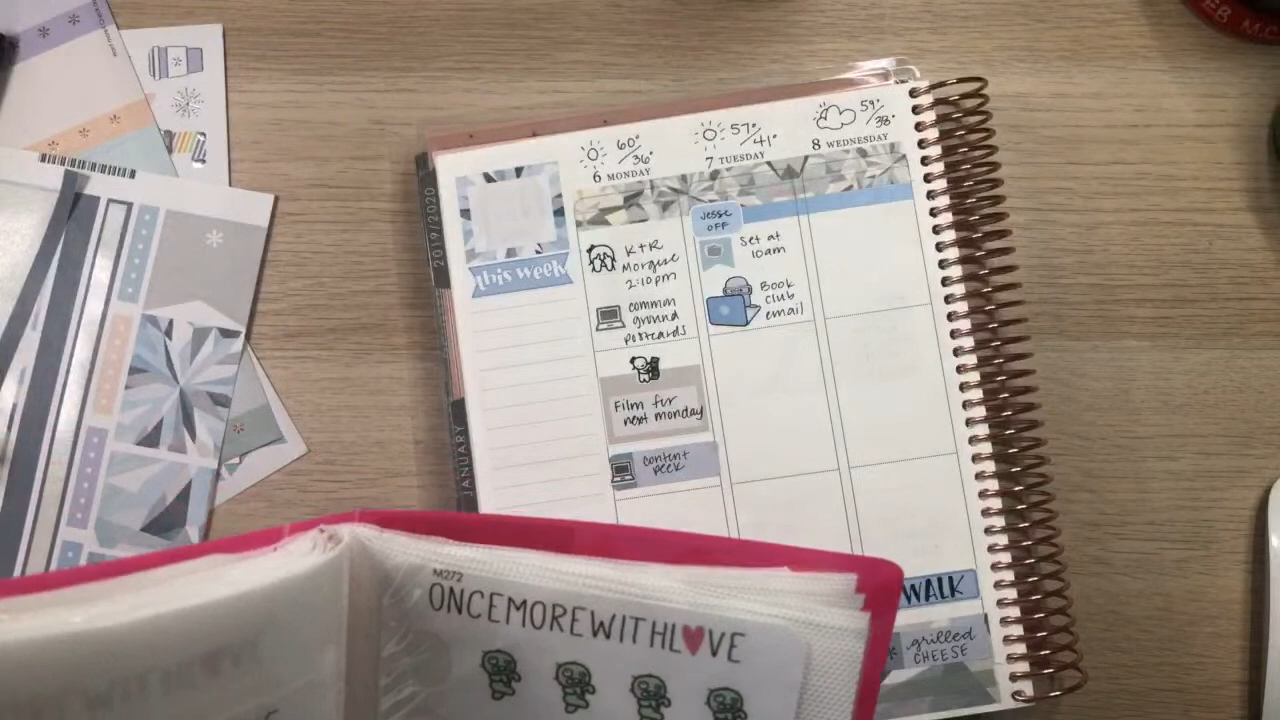 60°/36°
6 MONDAY
57°/41°
7 TUESDAY
59°/38°
8 WEDNESDAY
2019/2020
JANUARY
this week
K+R
2:10pm
common
ground
postcards
Film for
next monday
content
peek
Jesse
OFF
Set at
10am
Book
club
email
WALK
grilled
CHEESE
M272
ONCEMOREWITHL♥VE